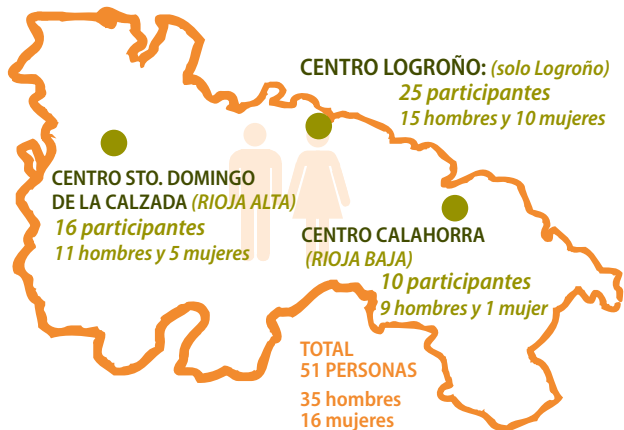 CENTRO LOGROÑO: (solo Logroño)
25 participantes
15 hombres y 10 mujeres
CENTRO STO. DOMINGO
DE LA CALZADA (RIOJA ALTA)
16 participantes
11 hombres y 5 mujeres
CENTRO CALAHORRA
(RIOJA BAJA)
10 participantes
9 hombres y 1 mujer
TOTAL
51 PERSONAS
35 hombres
16 mujeres